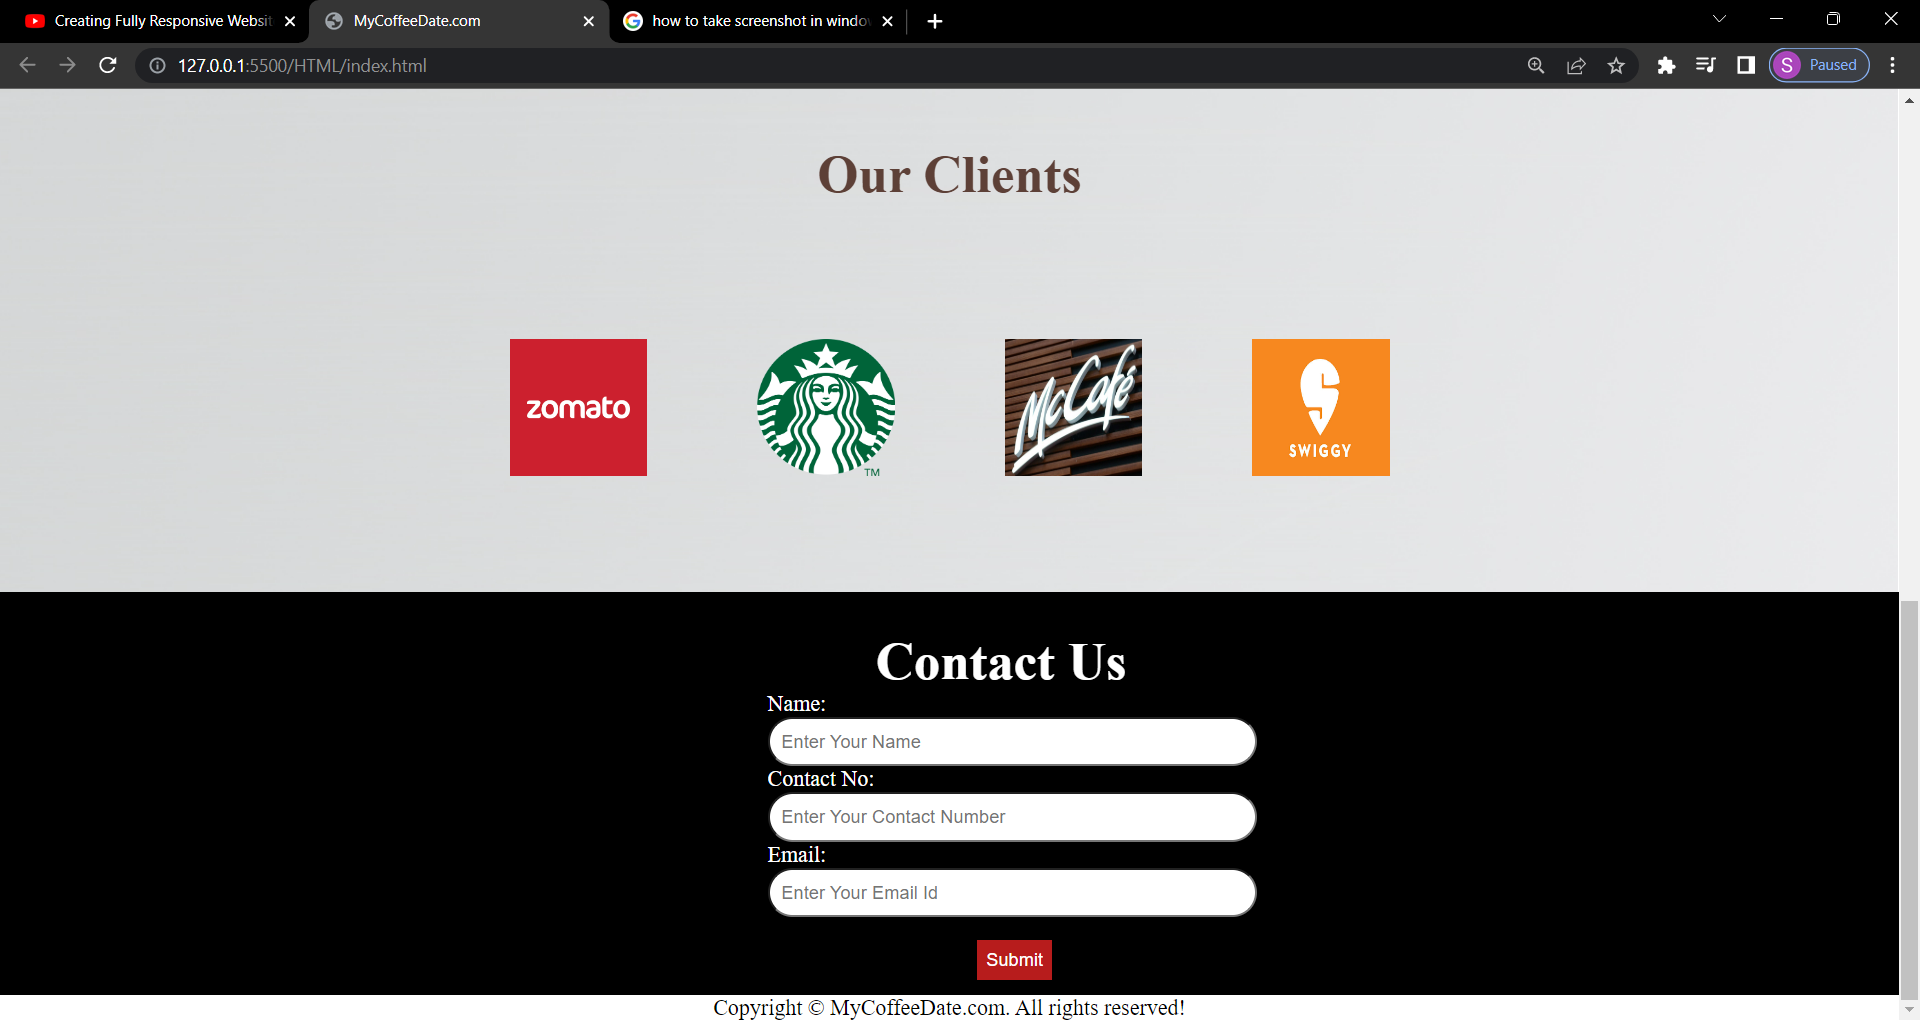 Creating Fully Responsive Websit
MyCoffeeDate.com
how to take screenshot in windo
127.0.0.1:5500/HTML/index.html
S Paused
Our Clients
zomato
TM
McCafé
SWIGGY
Contact Us
Name:
Enter Your Name
Contact No:
Enter Your Contact Number
Email:
Enter Your Email Id
Submit
Copyright © MyCoffeeDate.com. All rights reserved!